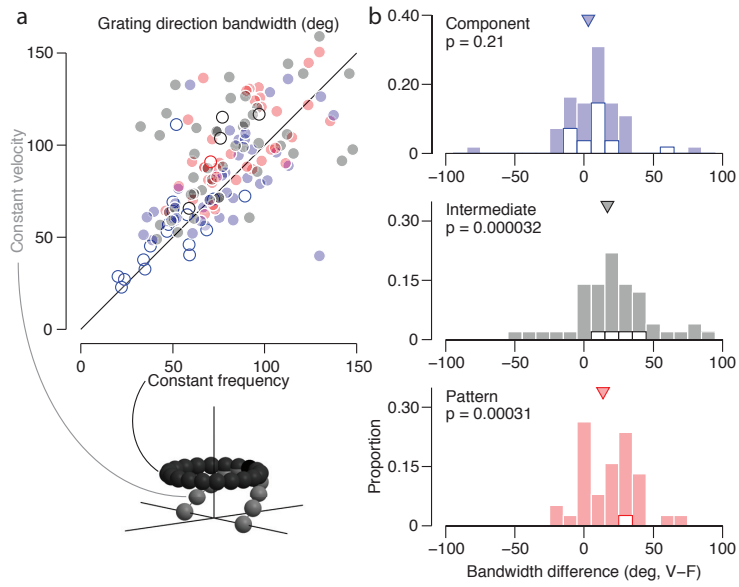 a
Grating direction bandwidth (deg)
150
100
50
0
Constant velocity
0 50 100 150
Constant frequency
b
0.40
0.20
0
Component
p = 0.21
−100 −50 0 50 100
0.30
0.15
0
Intermediate
p = 0.000032
−100 −50 0 50 100
0.30
0.15
0
Pattern
p = 0.00031
Proportion
−100 −50 0 50 100
Bandwidth difference (deg, V−F)